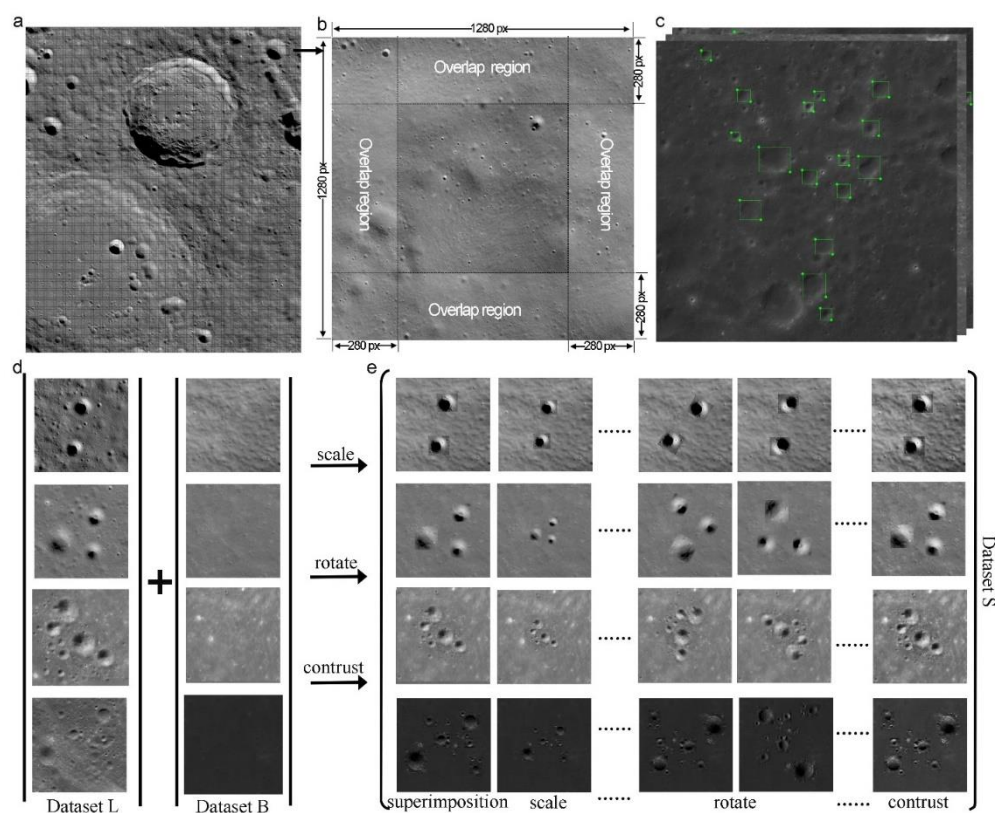 a
b
c
1280 px
1280 px
Overlap region
280 px
Overlap region
Overlap region
Overlap region
280 px
280 px
280 px
d
e
scale
rotate
contrust
Dataset L
Dataset B
Dataset S
superimposition
scale
rotate
contrust